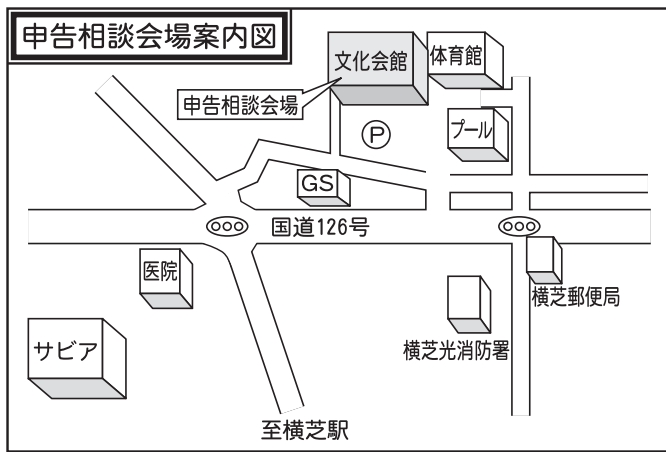 申告相談会場案内図
文化会館
体育館
申告相談会場
P
プール
GS
国道126号
医院
横芝郵便局
サビア
横芝光消防署
至横芝駅